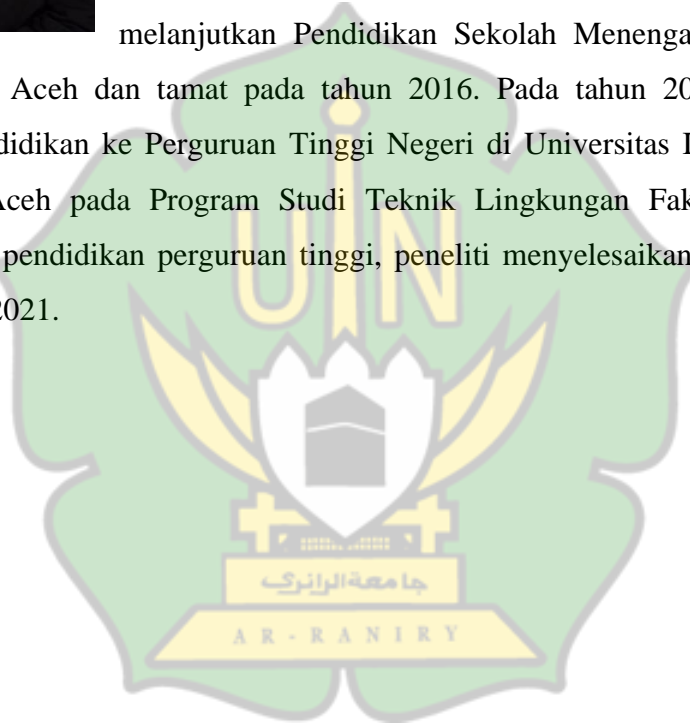 melanjutkan Pendidikan Sekolah Menenga
Aceh dan tamat pada tahun 2016. Pada tahun 20
didikan ke Perguruan Tinggi Negeri di Universitas I
Aceh pada Program Studi Teknik Lingkungan Fak
pendidikan perguruan tinggi, peneliti menyelesaikan
2021.
UIN
جامعة الرانري
AR-RANIRY